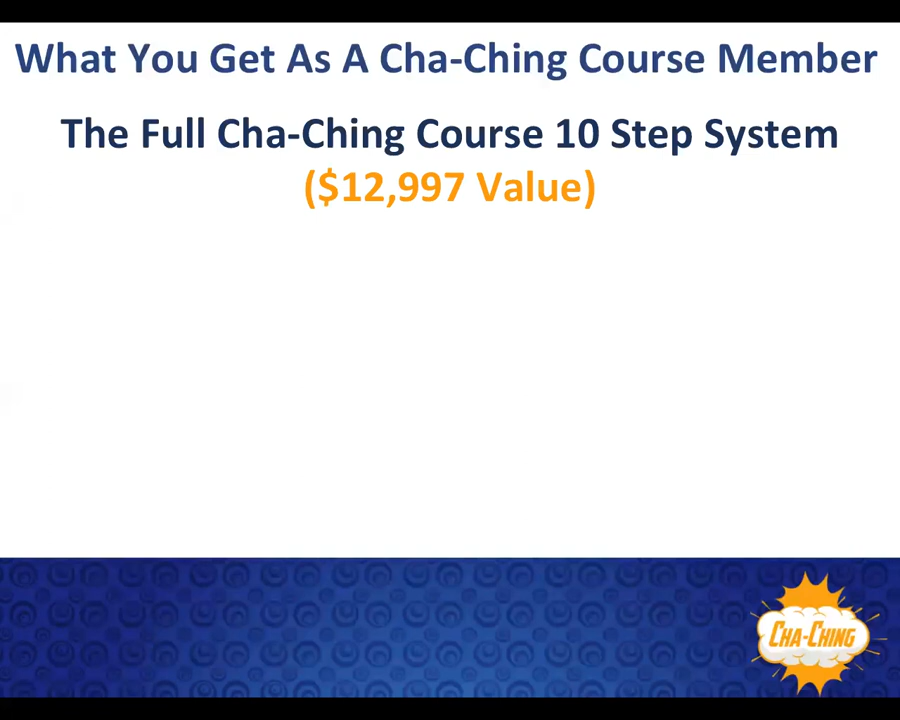 What You Get As A Cha-Ching Course Member
The Full Cha-Ching Course 10 Step System
($12,997 Value)
CHA-CHING